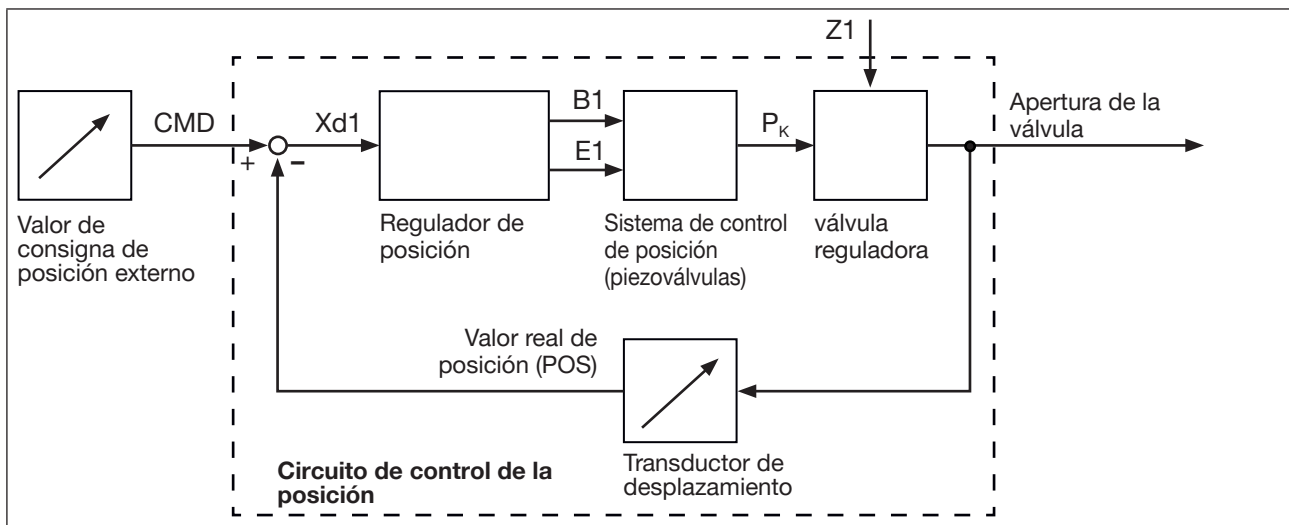 Z1
CMD
Xd1
B1
E1
PK
Apertura de la
válvula
+
−
Valor de
consigna de
posición externo
Regulador de
posición
Sistema de control
de posición
(piezoválvulas)
válvula
reguladora
Valor real de
posición (POS)
Transductor de
desplazamiento
Circuito de control de la
posición